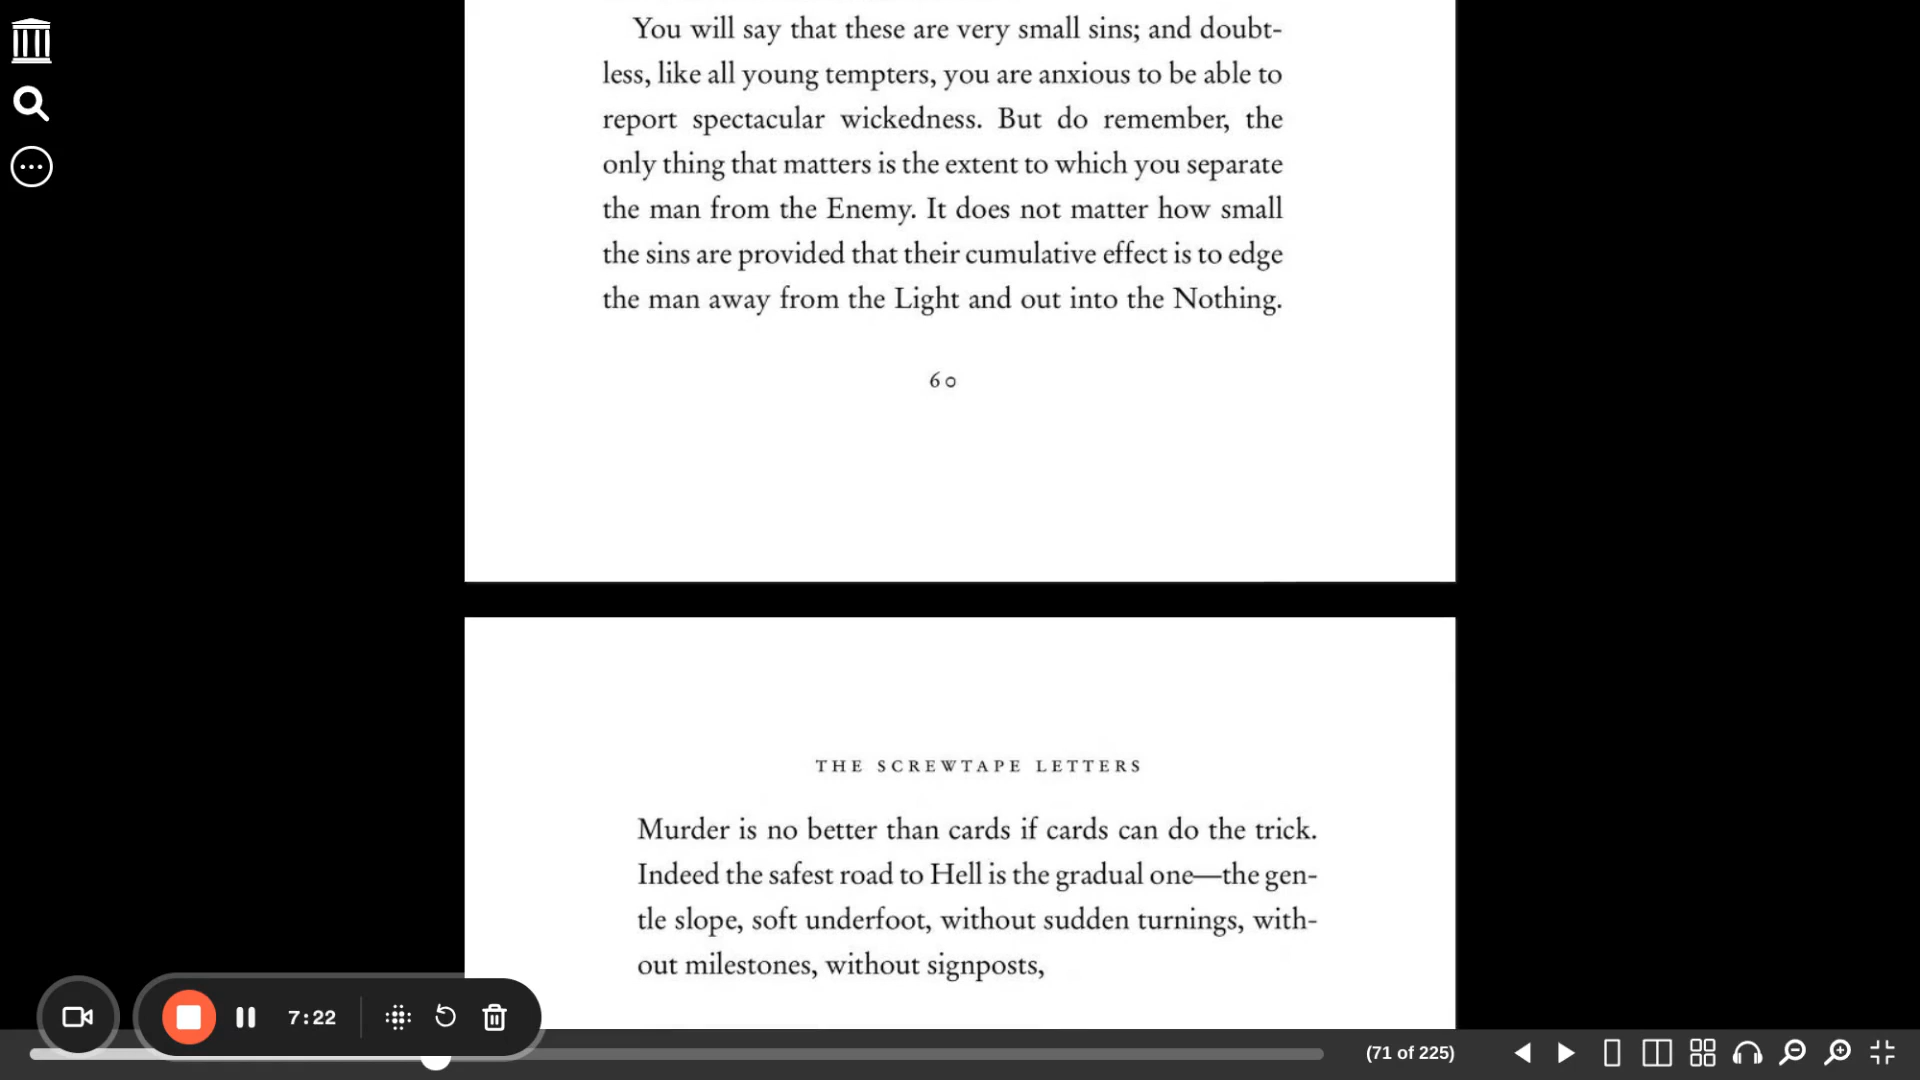 You will say that these are very small sins; and doubt-
less, like all young tempters, you are anxious to be able to
report spectacular wickedness. But do remember, the
only thing that matters is the extent to which you separate
the man from the Enemy. It does not matter how small
the sins are provided that their cumulative effect is to edge
the man away from the Light and out into the Nothing.
60
THE SCREWTAPE LETTERS
Murder is no better than cards if cards can do the trick.
Indeed the safest road to Hell is the gradual one—the gen-
tle slope, soft underfoot, without sudden turnings, with-
out milestones, without signposts,
7:22
(71 of 225)